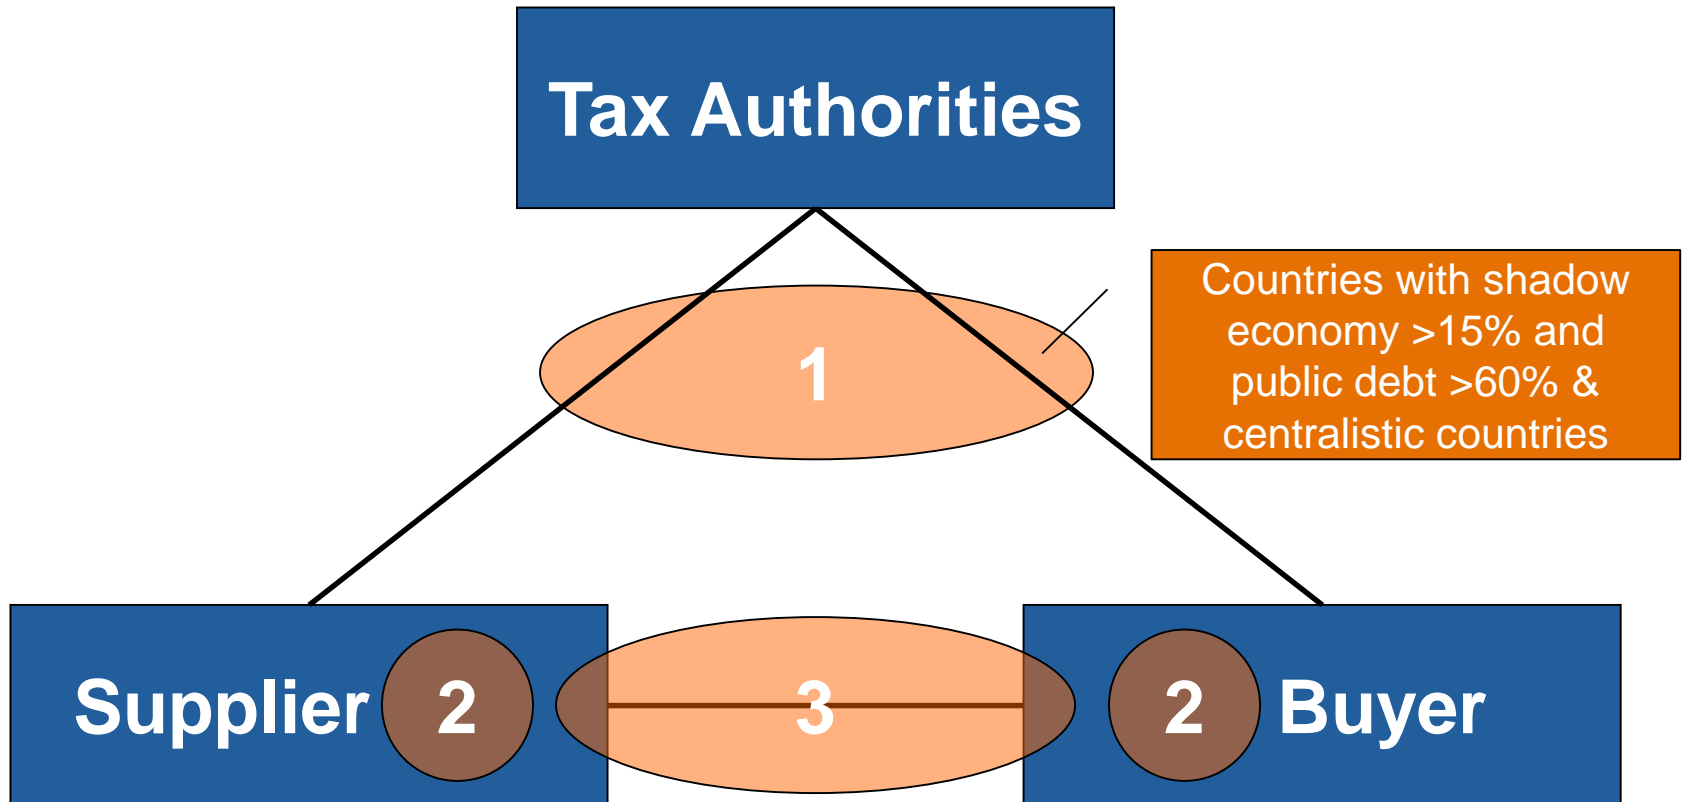 Tax Authorities
Countries with shadow
economy >15% and
public debt >60% &
centralistic countries
1
Supplier 2 3 2 Buyer